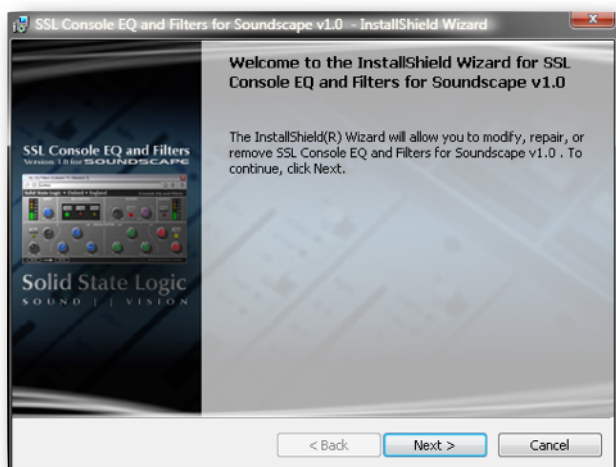 SSL Console EQ and Filters for Soundscape v1.0 - InstallShield Wizard
Welcome to the InstallShield Wizard for SSL
Console EQ and Filters for Soundscape v1.0
The InstallShield(R) Wizard will allow you to modify, repair, or
remove SSL Console EQ and Filters for Soundscape v1.0 . To
continue, click Next.
SSL Console EQ and Filters
Version 1.0 for SOUNDSCAPE
Solid State Logic
SOUND | | VISION
< Back
Next >
Cancel